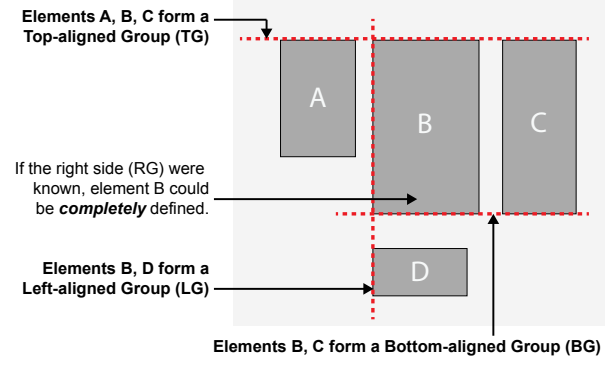 Elements A, B, C form a
Top-aligned Group (TG)
A
B
C
If the right side (RG) were
known, element B could
be completely defined.
Elements B, D form a
Left-aligned Group (LG)
D
Elements B, C form a Bottom-aligned Group (BG)